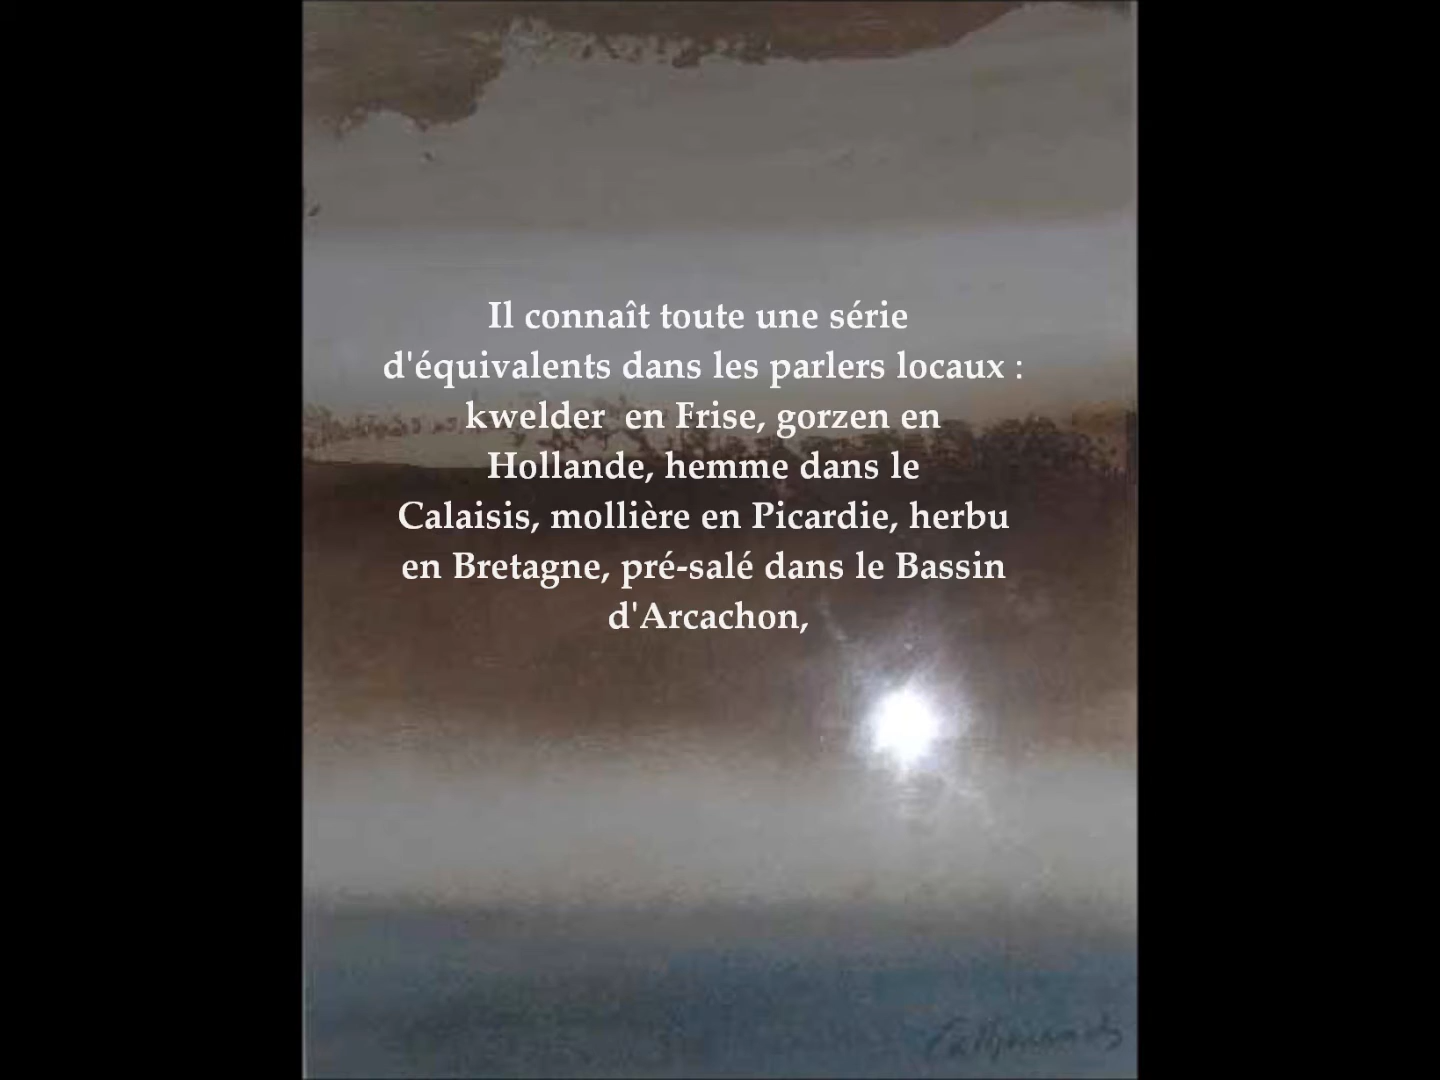 Il connaît toute une série
d'équivalents dans les parlers locaux :
kwelder  en Frise, gorzen en
Hollande, hemme dans le
Calaisis, mollière en Picardie, herbu
en Bretagne, pré-salé dans le Bassin
d'Arcachon,